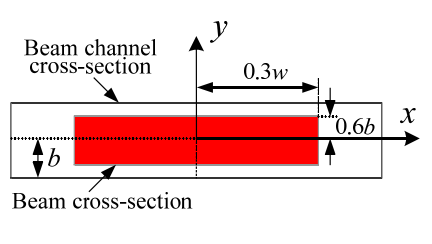 y
Beam channel
cross-section
0.3w
x
0.6b
b
Beam cross-section